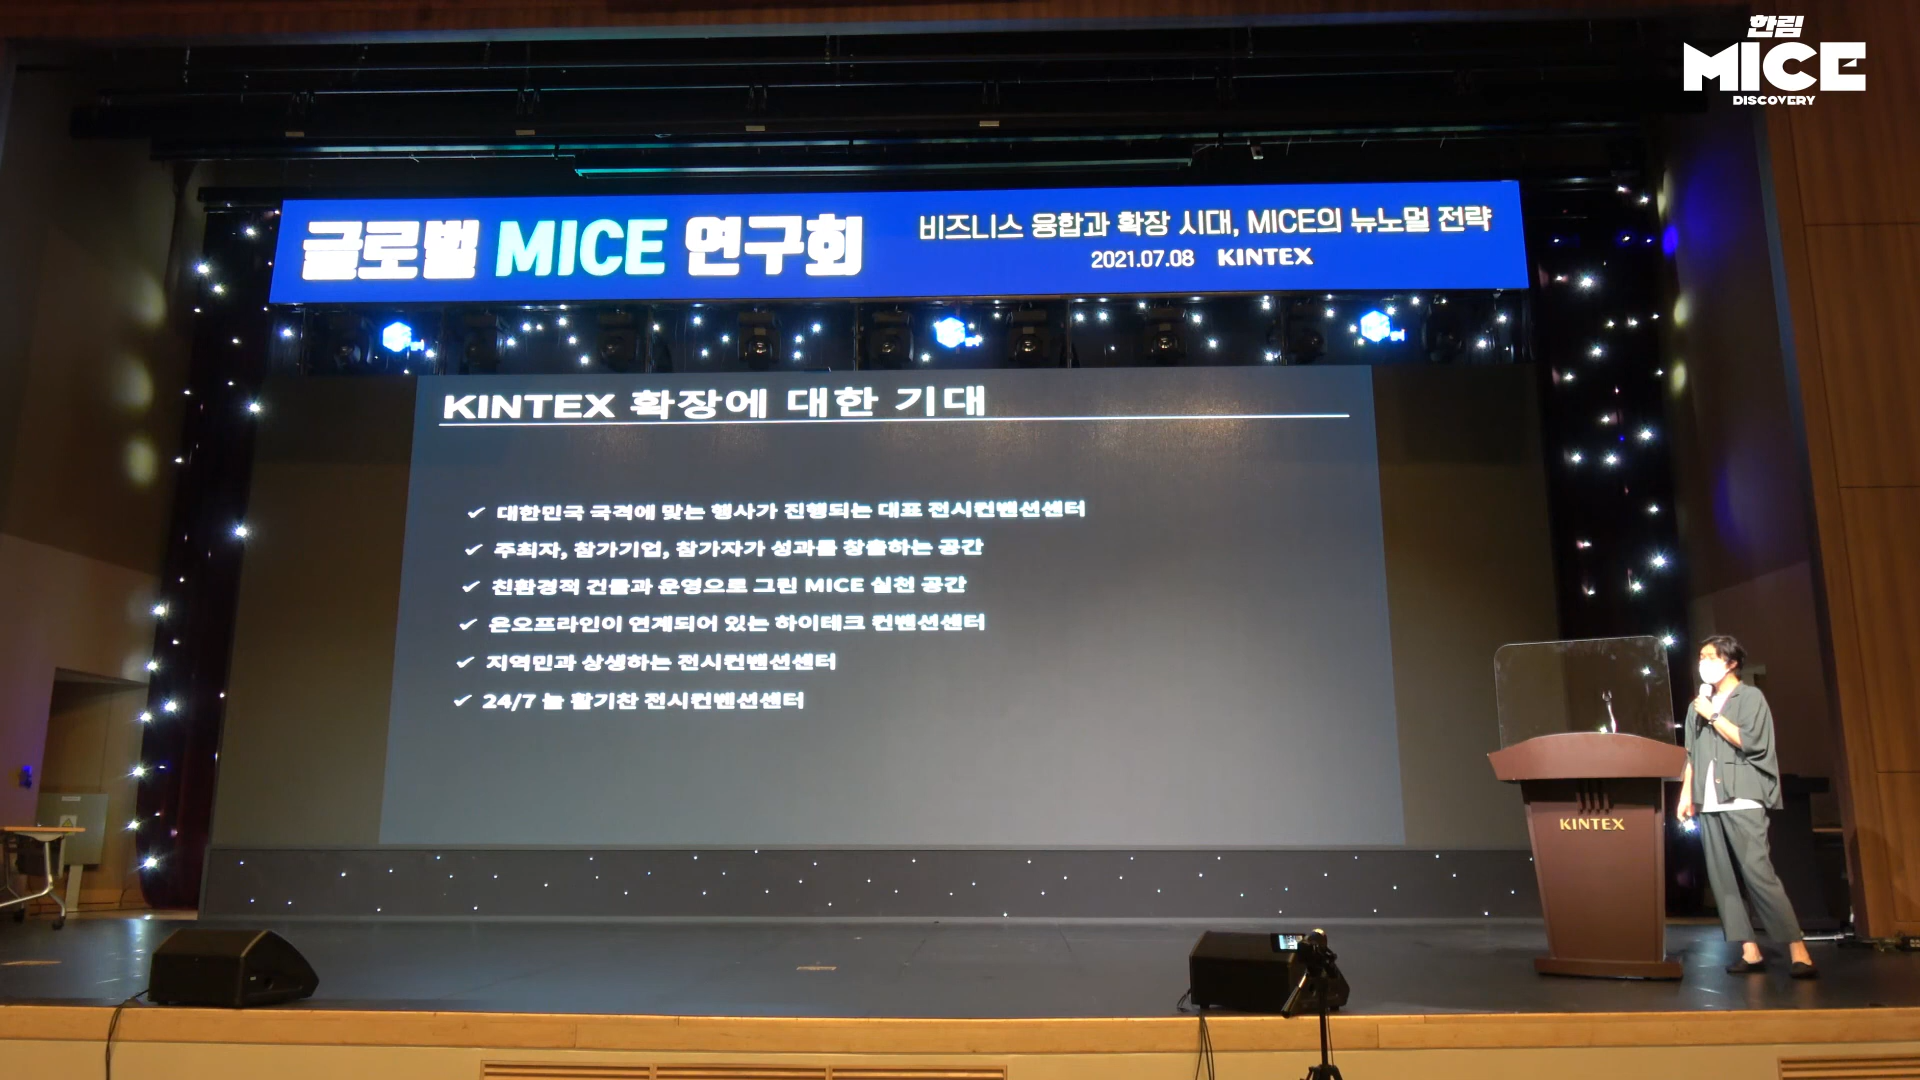 한림
MICE
DISCOVERY
글로벌 MICE 연구회
비즈니스 융합과 확장 시대, MICE의 뉴노멀 전략
2021.07.08 KINTEX
KINTEX 확장에 대한 기대
✓ 대한민국 국격에 맞는 행사가 진행되는 대표 전시컨벤션센터
✓ 주최자, 참가기업, 참가자가 성과를 창출하는 공간
✓ 친환경적 건물과 운영으로 그린 MICE 실천 공간
✓ 온오프라인이 연계되어 있는 하이테크 컨벤션센터
✓ 지역민과 상생하는 전시컨벤션센터
✓ 24/7 늘 활기찬 전시컨벤션센터
KINTEX